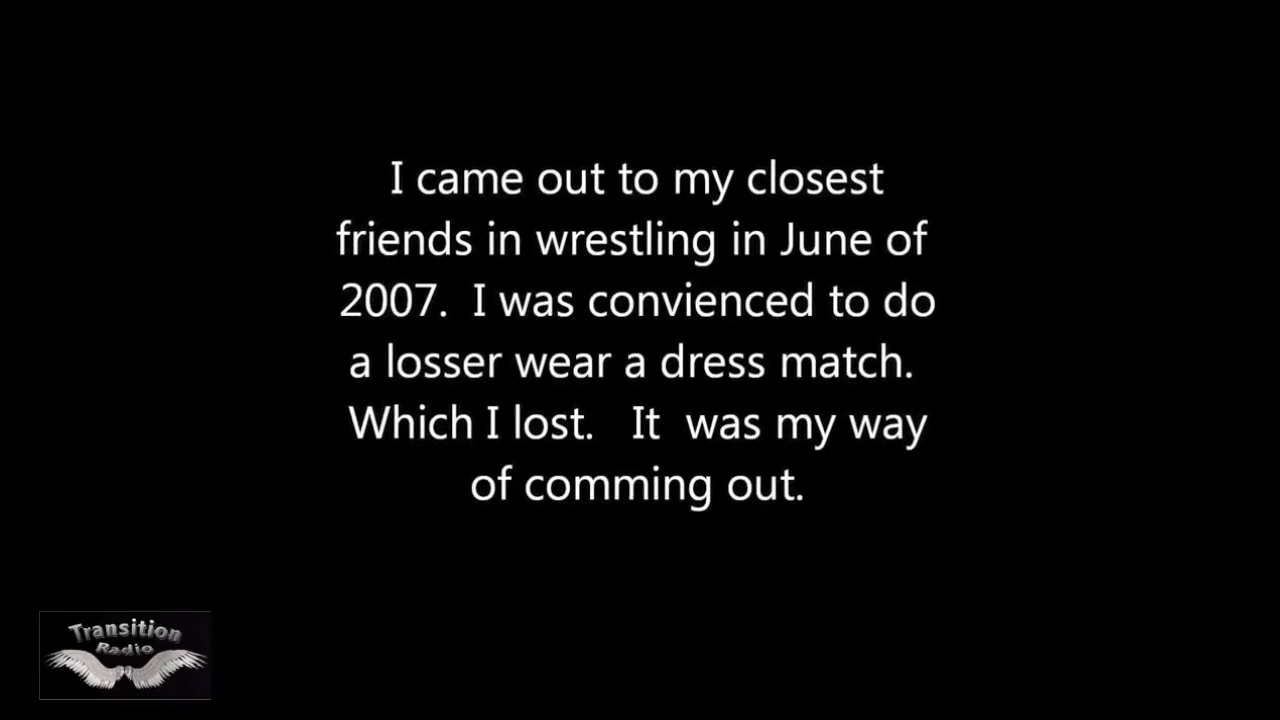 I came out to my closest
friends in wrestling in June of
2007.  I was convienced to do
a losser wear a dress match.
Which I lost.   It  was my way
of comming out.
Transition
Radio